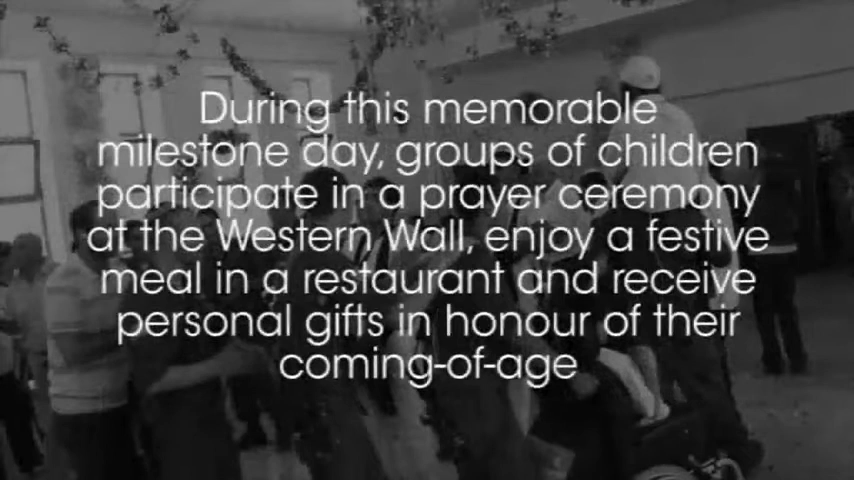 During this memorable
milestone day, groups of children
participate in a prayer ceremony
at the Western Wall, enjoy a festive
meal in a restaurant and receive
personal gifts in honour of their
coming-of-age